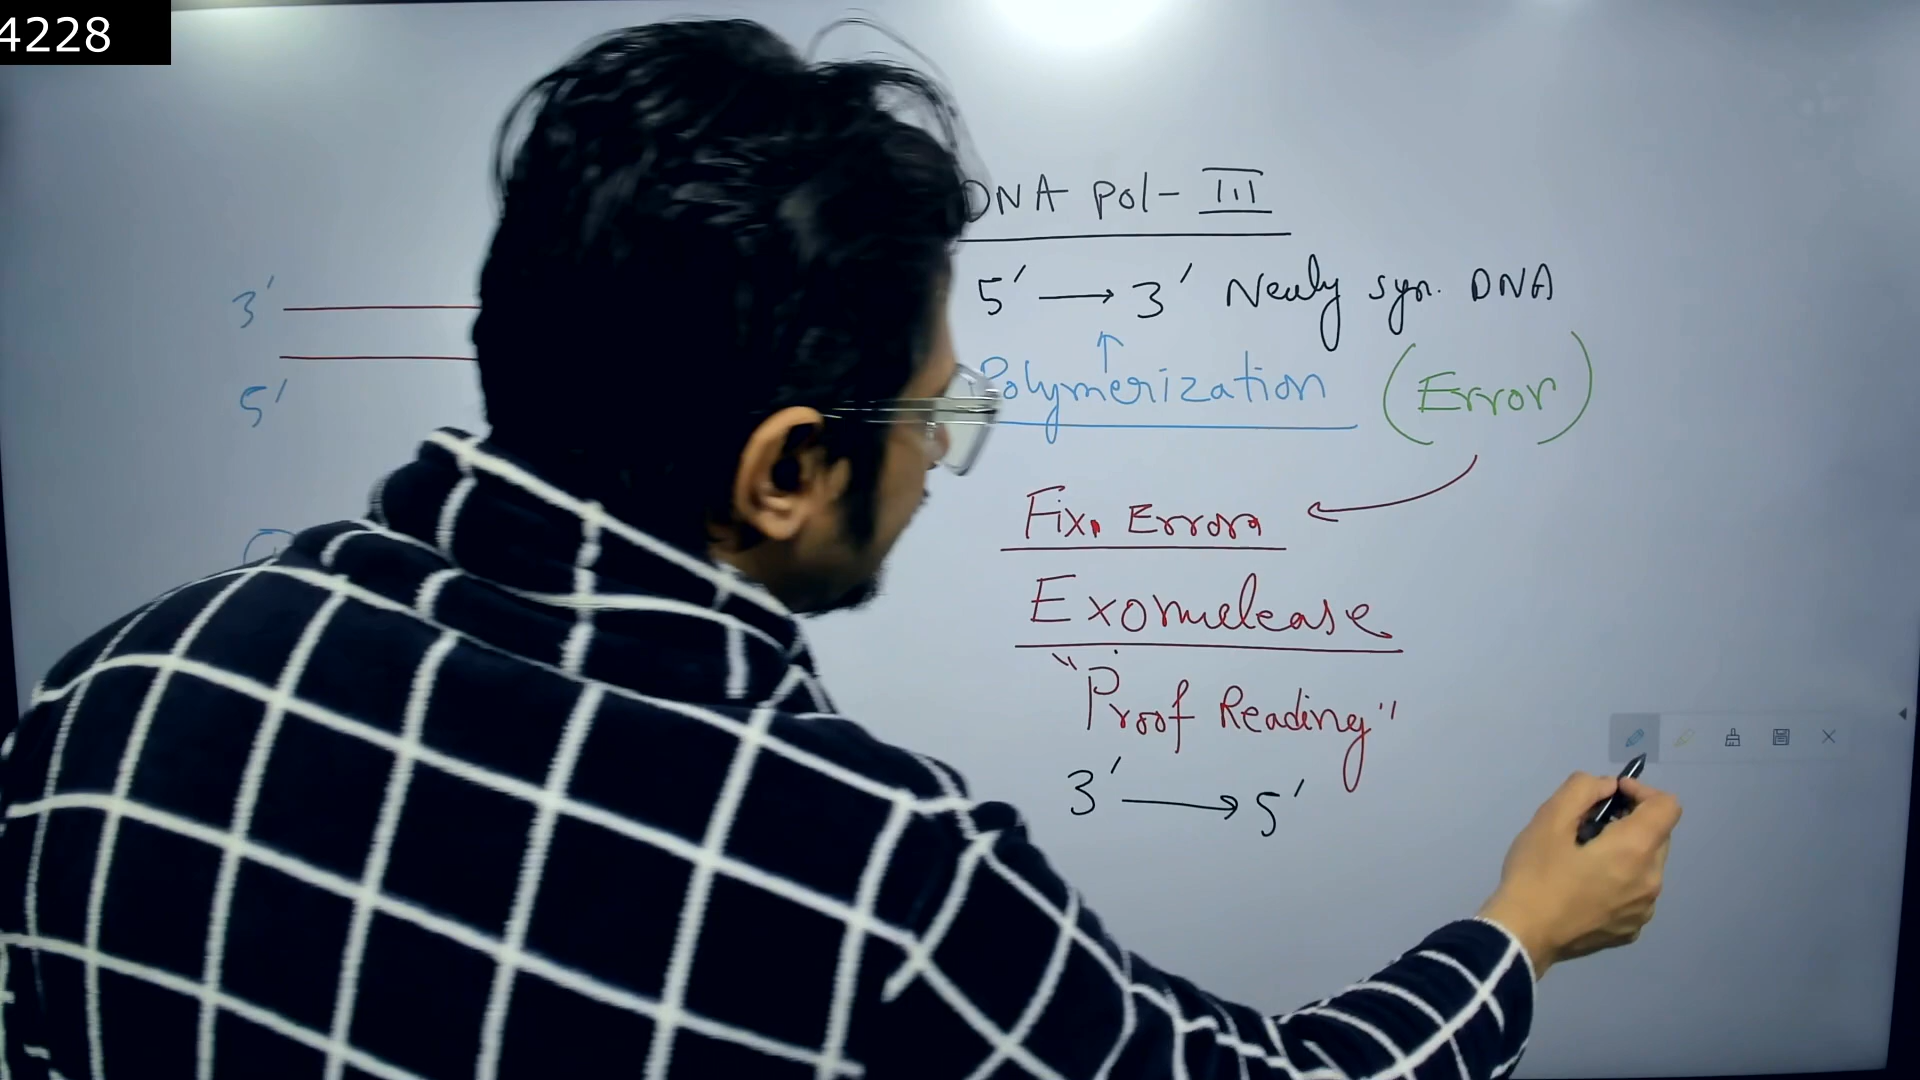 4228
DNA Pol- III
3'
5' → 3' Newly syn. DNA
5'
↑
Polymerization (Error)
Fix. Error
Exonuclease
"Proof Reading"
3' → 5'